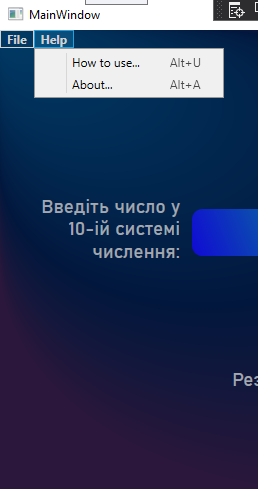 MainWindow
File Help
How to use... Alt+U
About... Alt+A
Введіть число у
10-ій системі
числення:
Рез